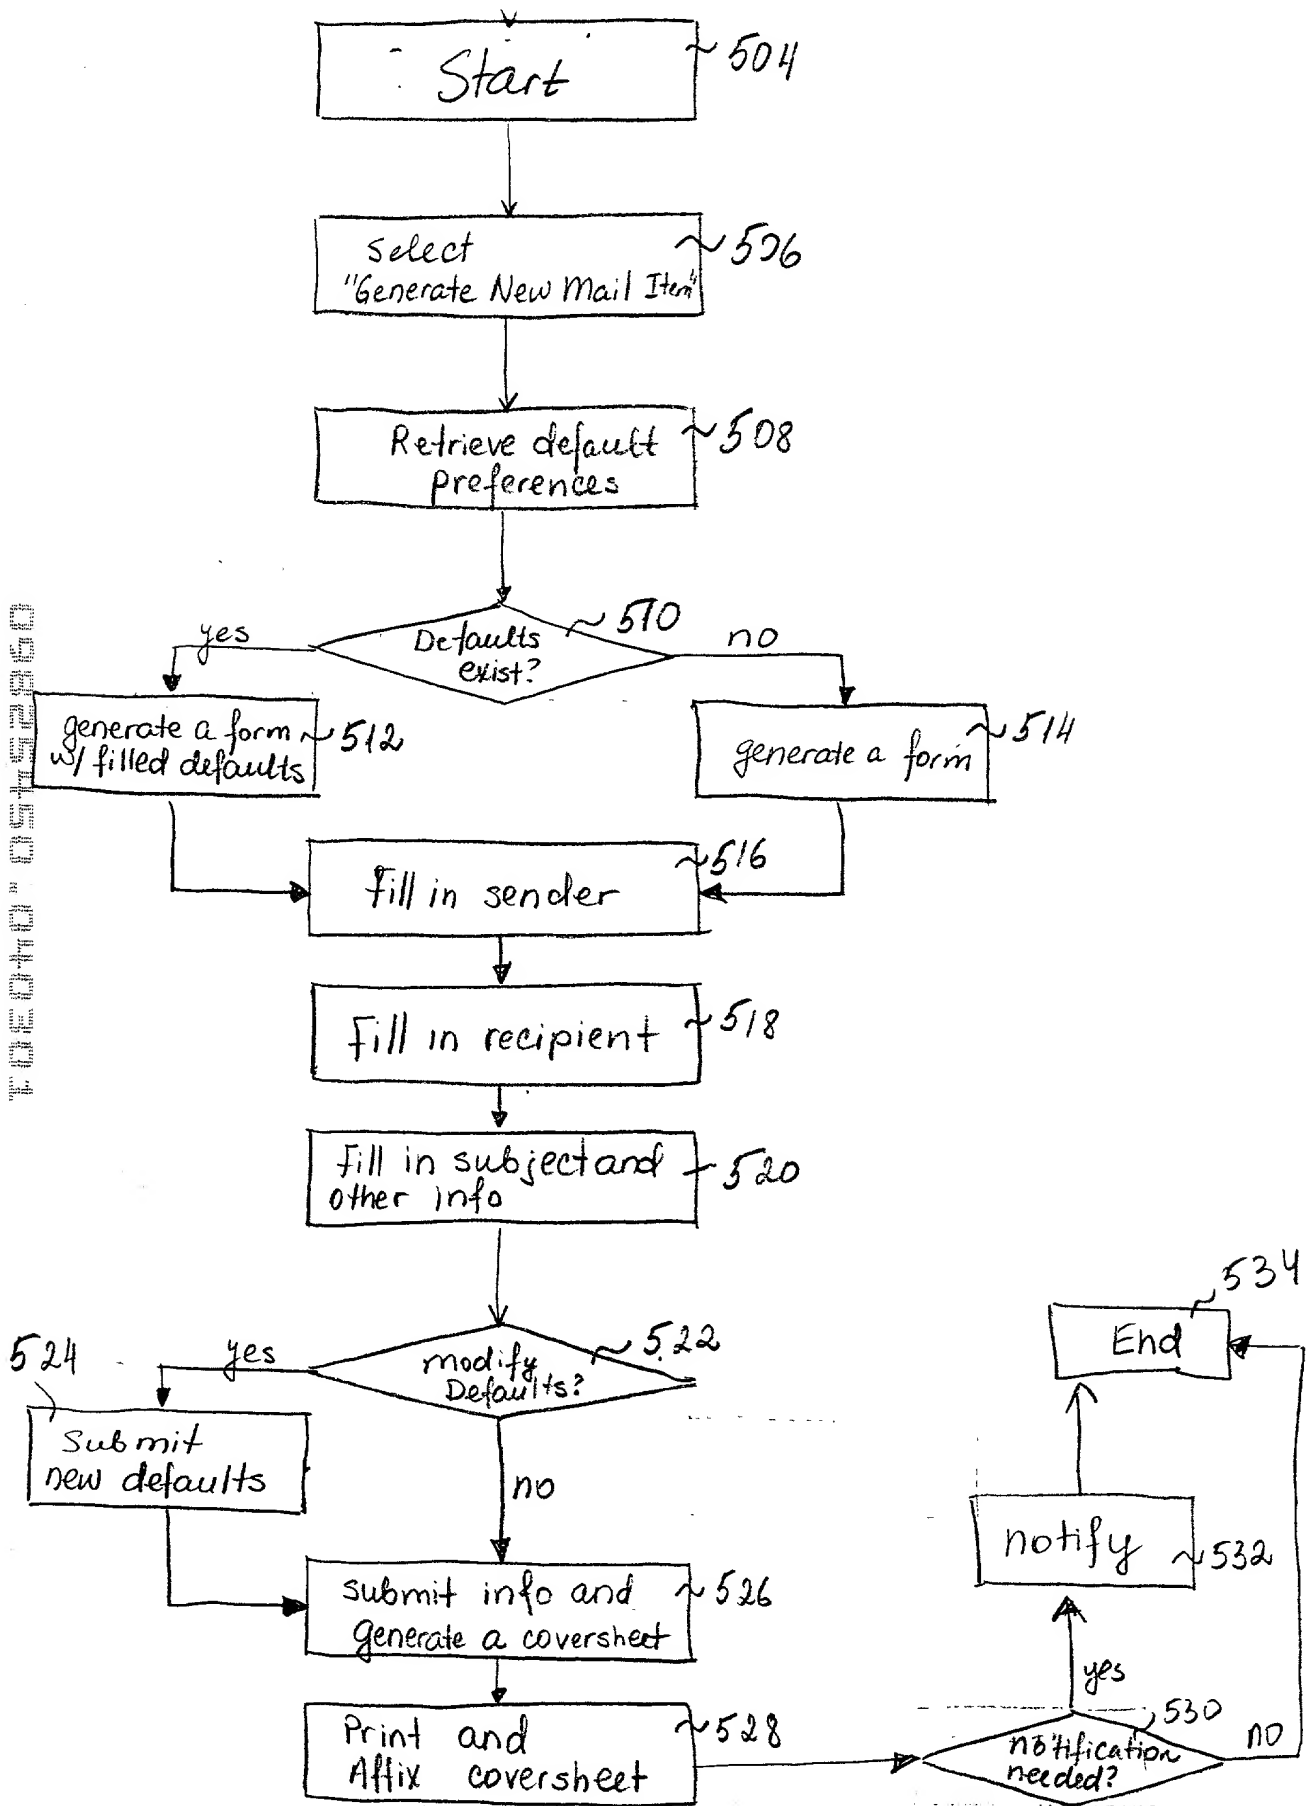 Start
504
Select
506
"Generate New Mail Item"
Retrieve default
508
preferences
510
yes
Defaults
no
exist?
generate a form
512
w/ filled defaults
514
generate a form
516
Fill in sender
Fill in recipient
518
Fill in subject and
520
other info
534
End
524
yes
522
modify
Defaults?
Submit
new defaults
no
notify
532
submit info and
526
generate a coversheet
yes
530
Print and
528
no
notification
Affix coversheet
needed?
09825450.040301